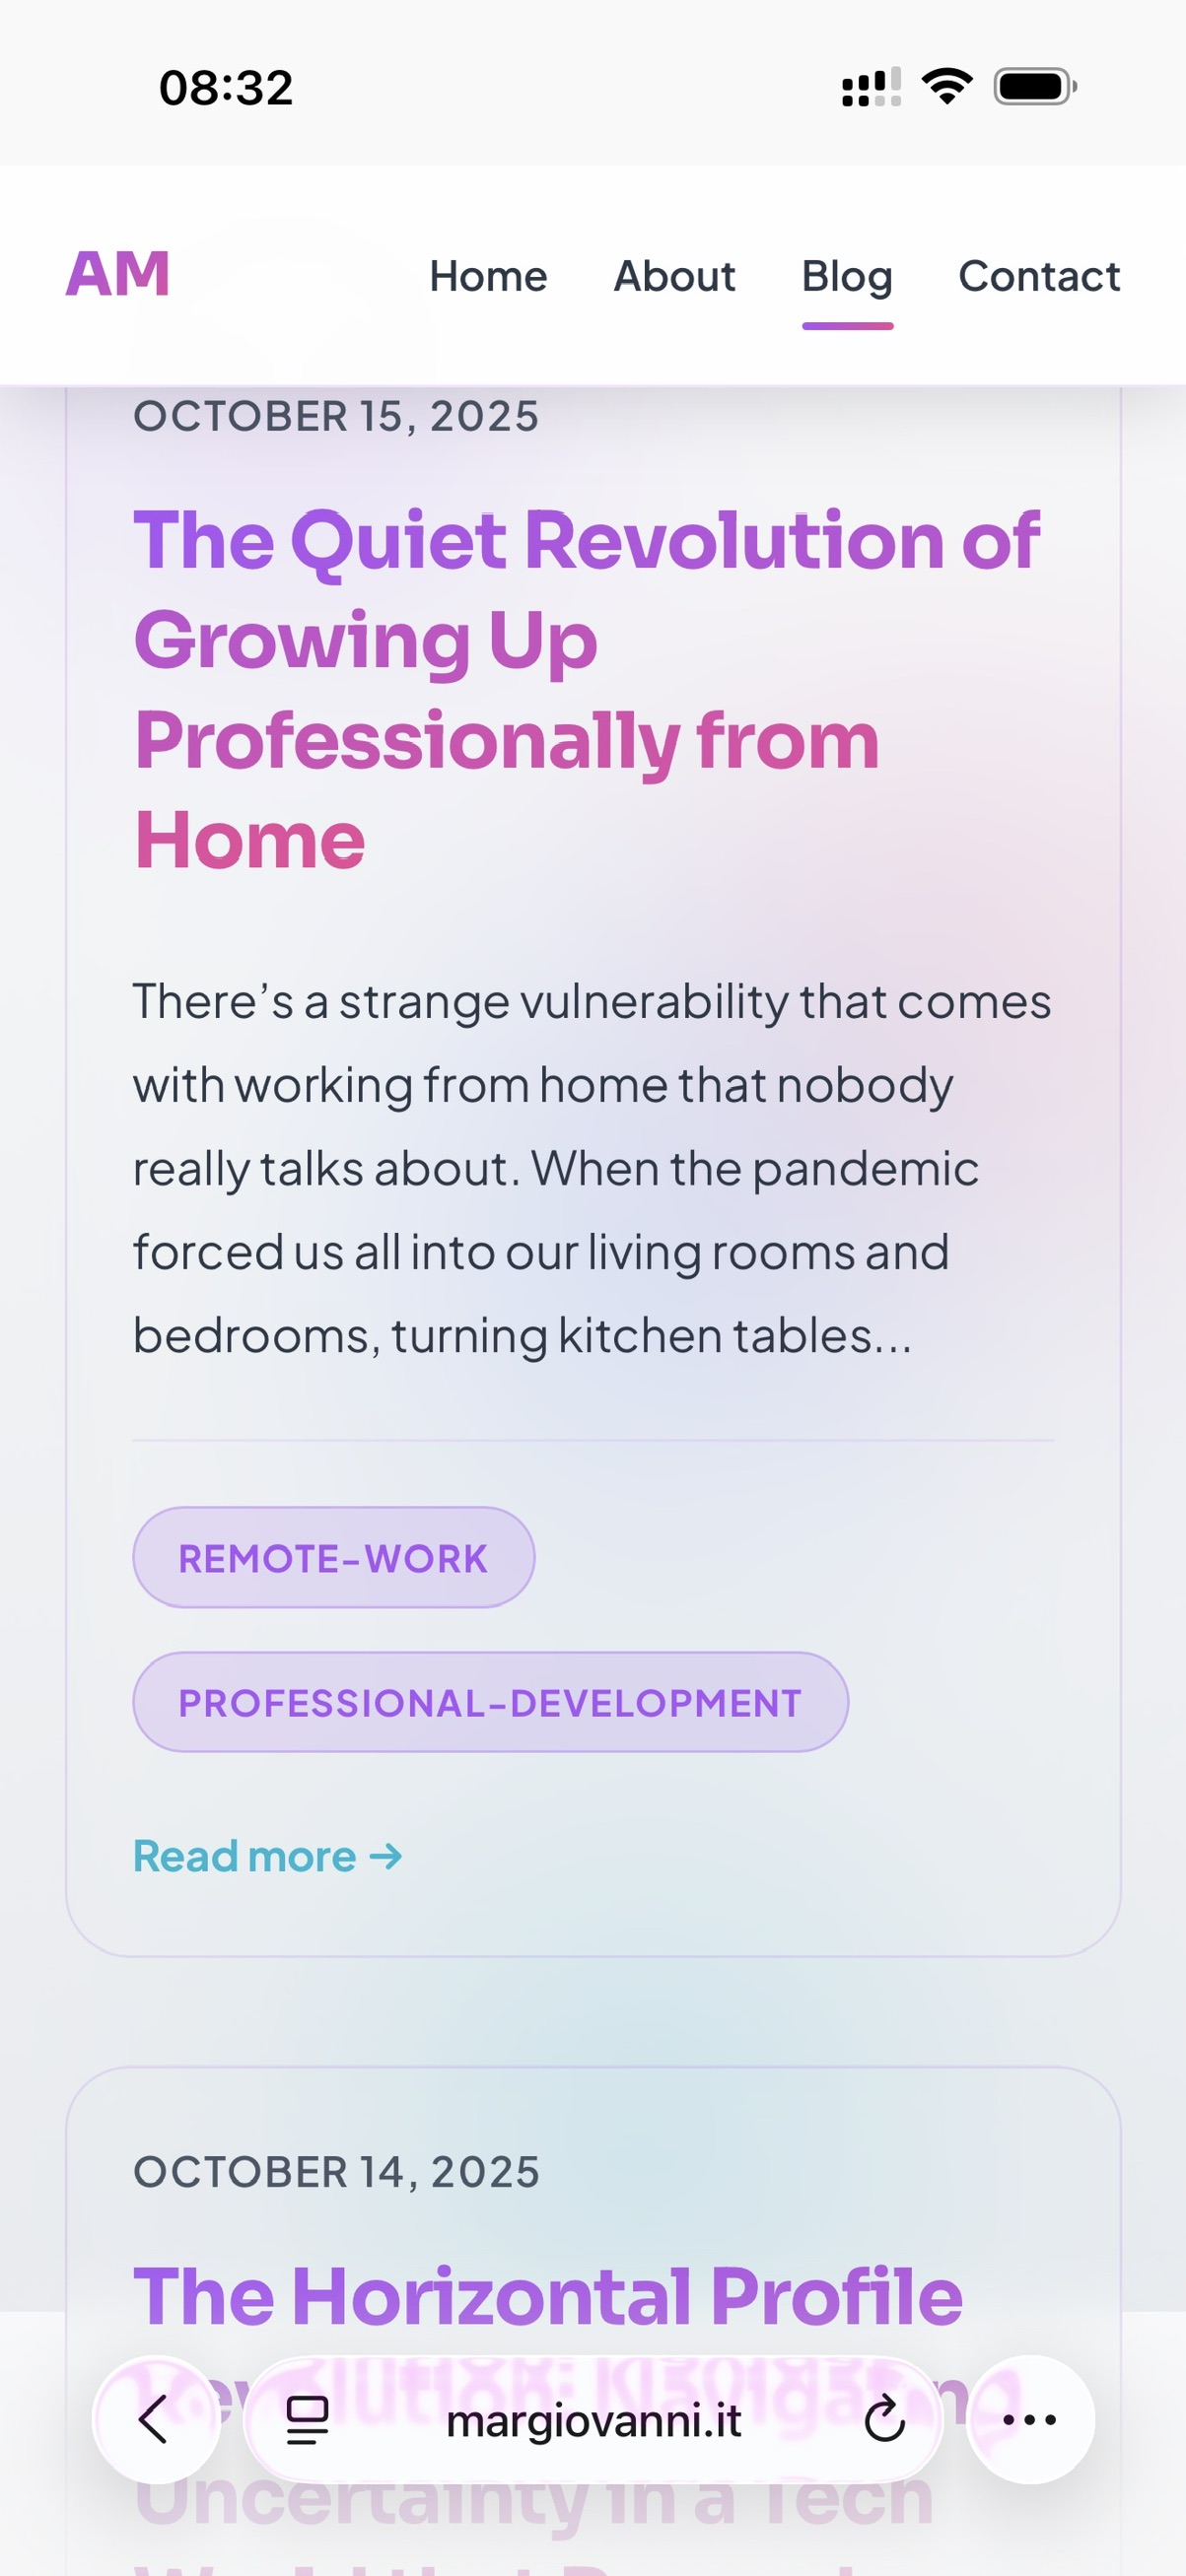 08:32
AM
Home About Blog Contact
OCTOBER 15, 2025
The Quiet Revolution of
Growing Up
Professionally from
Home
There’s a strange vulnerability that comes
with working from home that nobody
really talks about. When the pandemic
forced us all into our living rooms and
bedrooms, turning kitchen tables...
REMOTE-WORK
PROFESSIONAL-DEVELOPMENT
Read more →
OCTOBER 14, 2025
The Horizontal Profile
margiovanni.it
Uncertainty in a Tech